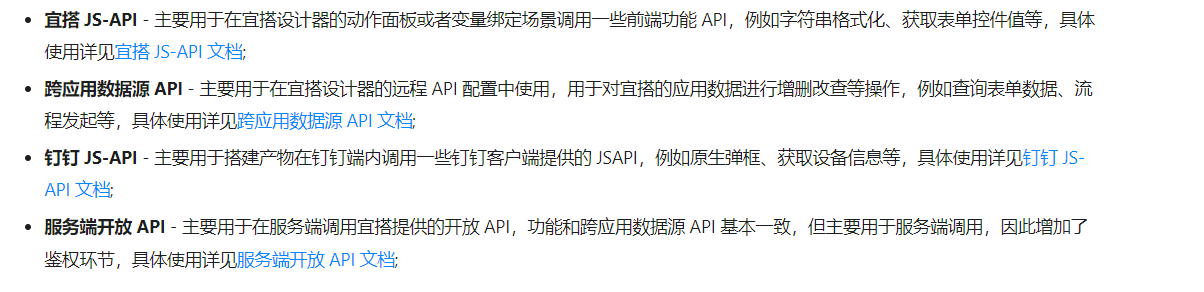 • 宜搭 JS-API - 主要用于在宜搭设计器的动作面板或者变量绑定场景调用一些前端功能 API，例如字符串格式化、获取表单控件值等，具体
使用详见宜搭 JS-API 文档;
• 跨应用数据源 API - 主要用于在宜搭设计器的远程 API 配置中使用，用于对宜搭的应用数据进行增删改查等操作，例如查询表单数据、流
程发起等，具体使用详见跨应用数据源 API 文档;
• 钉钉 JS-API - 主要用于搭建产物在钉钉端内调用一些钉钉客户端提供的 JSAPI，例如原生弹框、获取设备信息等，具体使用详见钉钉 JS-
API 文档;
• 服务端开放 API - 主要用于在服务端调用宜搭提供的开放 API，功能和跨应用数据源 API 基本一致，但主要用于服务端调用，因此增加了
鉴权环节，具体使用详见服务端开放 API 文档;